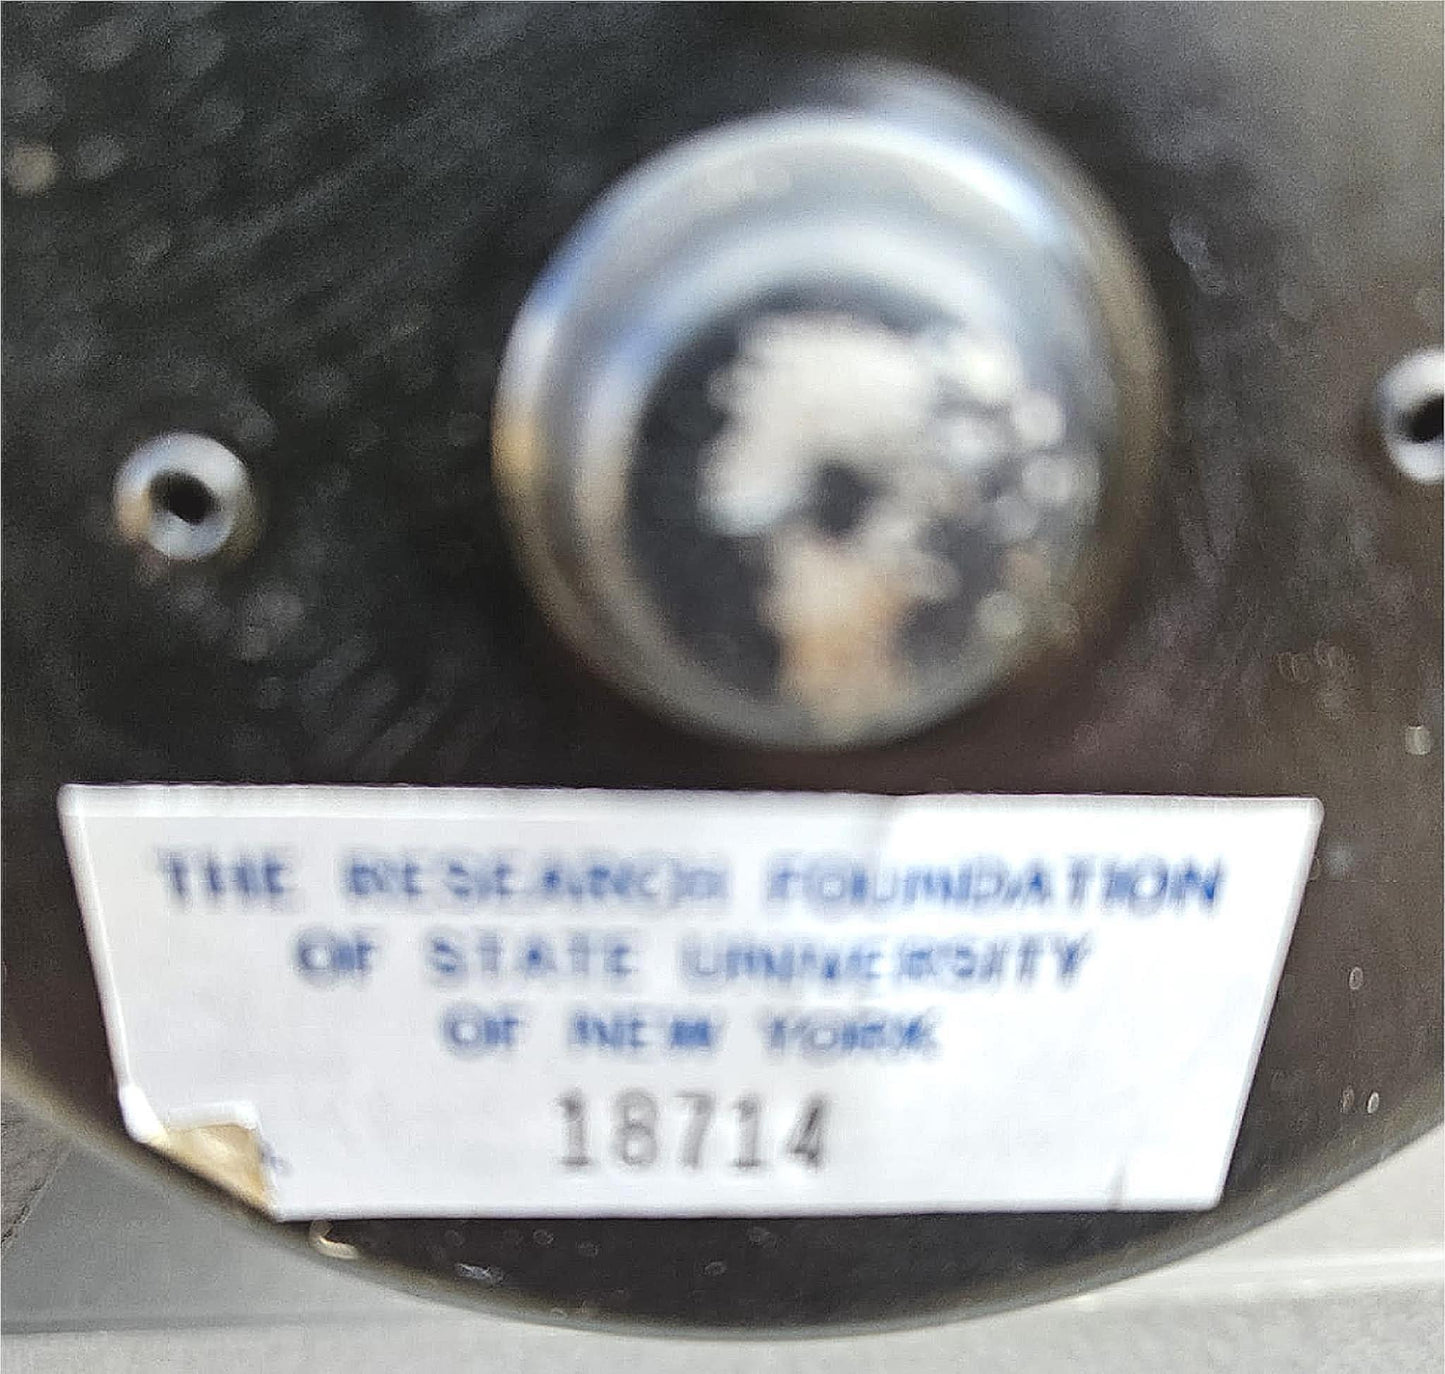 THE RESEARCH FOUNDATION
OF STATE UNIVERSITY
OF NEW YORK
18714